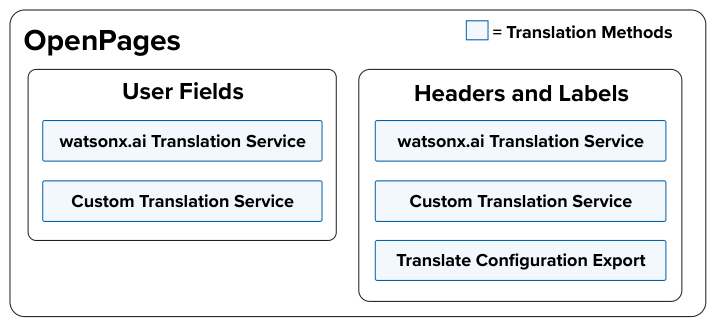 OpenPages
= Translation Methods
User Fields
watsonx.ai Translation Service
Custom Translation Service
Headers and Labels
watsonx.ai Translation Service
Custom Translation Service
Translate Configuration Export